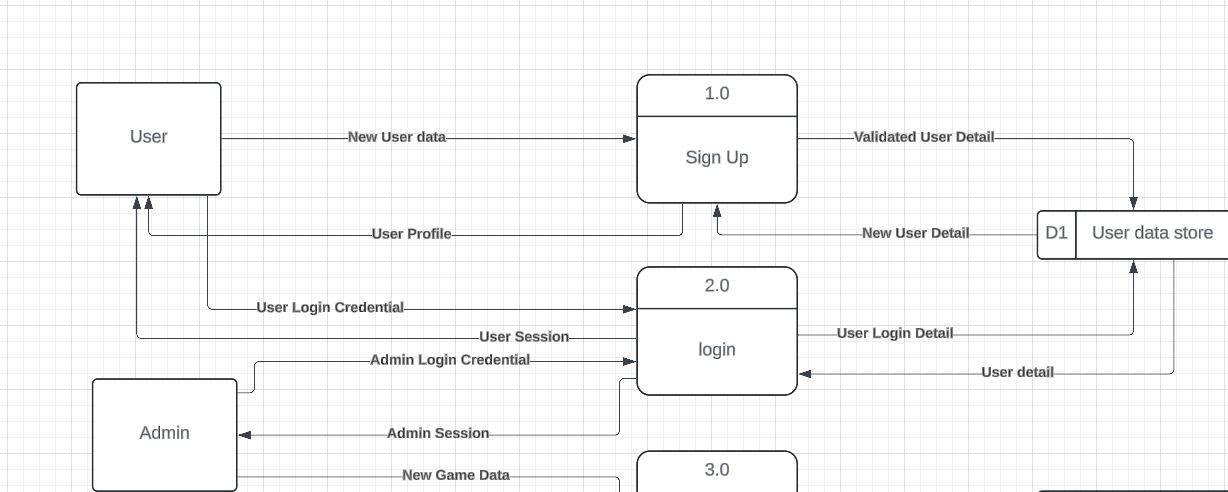 1.0
User
New User data
Sign Up
Validated User Detail
User Profile
New User Detail
D1
User data store
2.0
User Login Credential
User Session
login
User Login Detail
Admin Login Credential
User detail
Admin
Admin Session
New Game Data
3.0